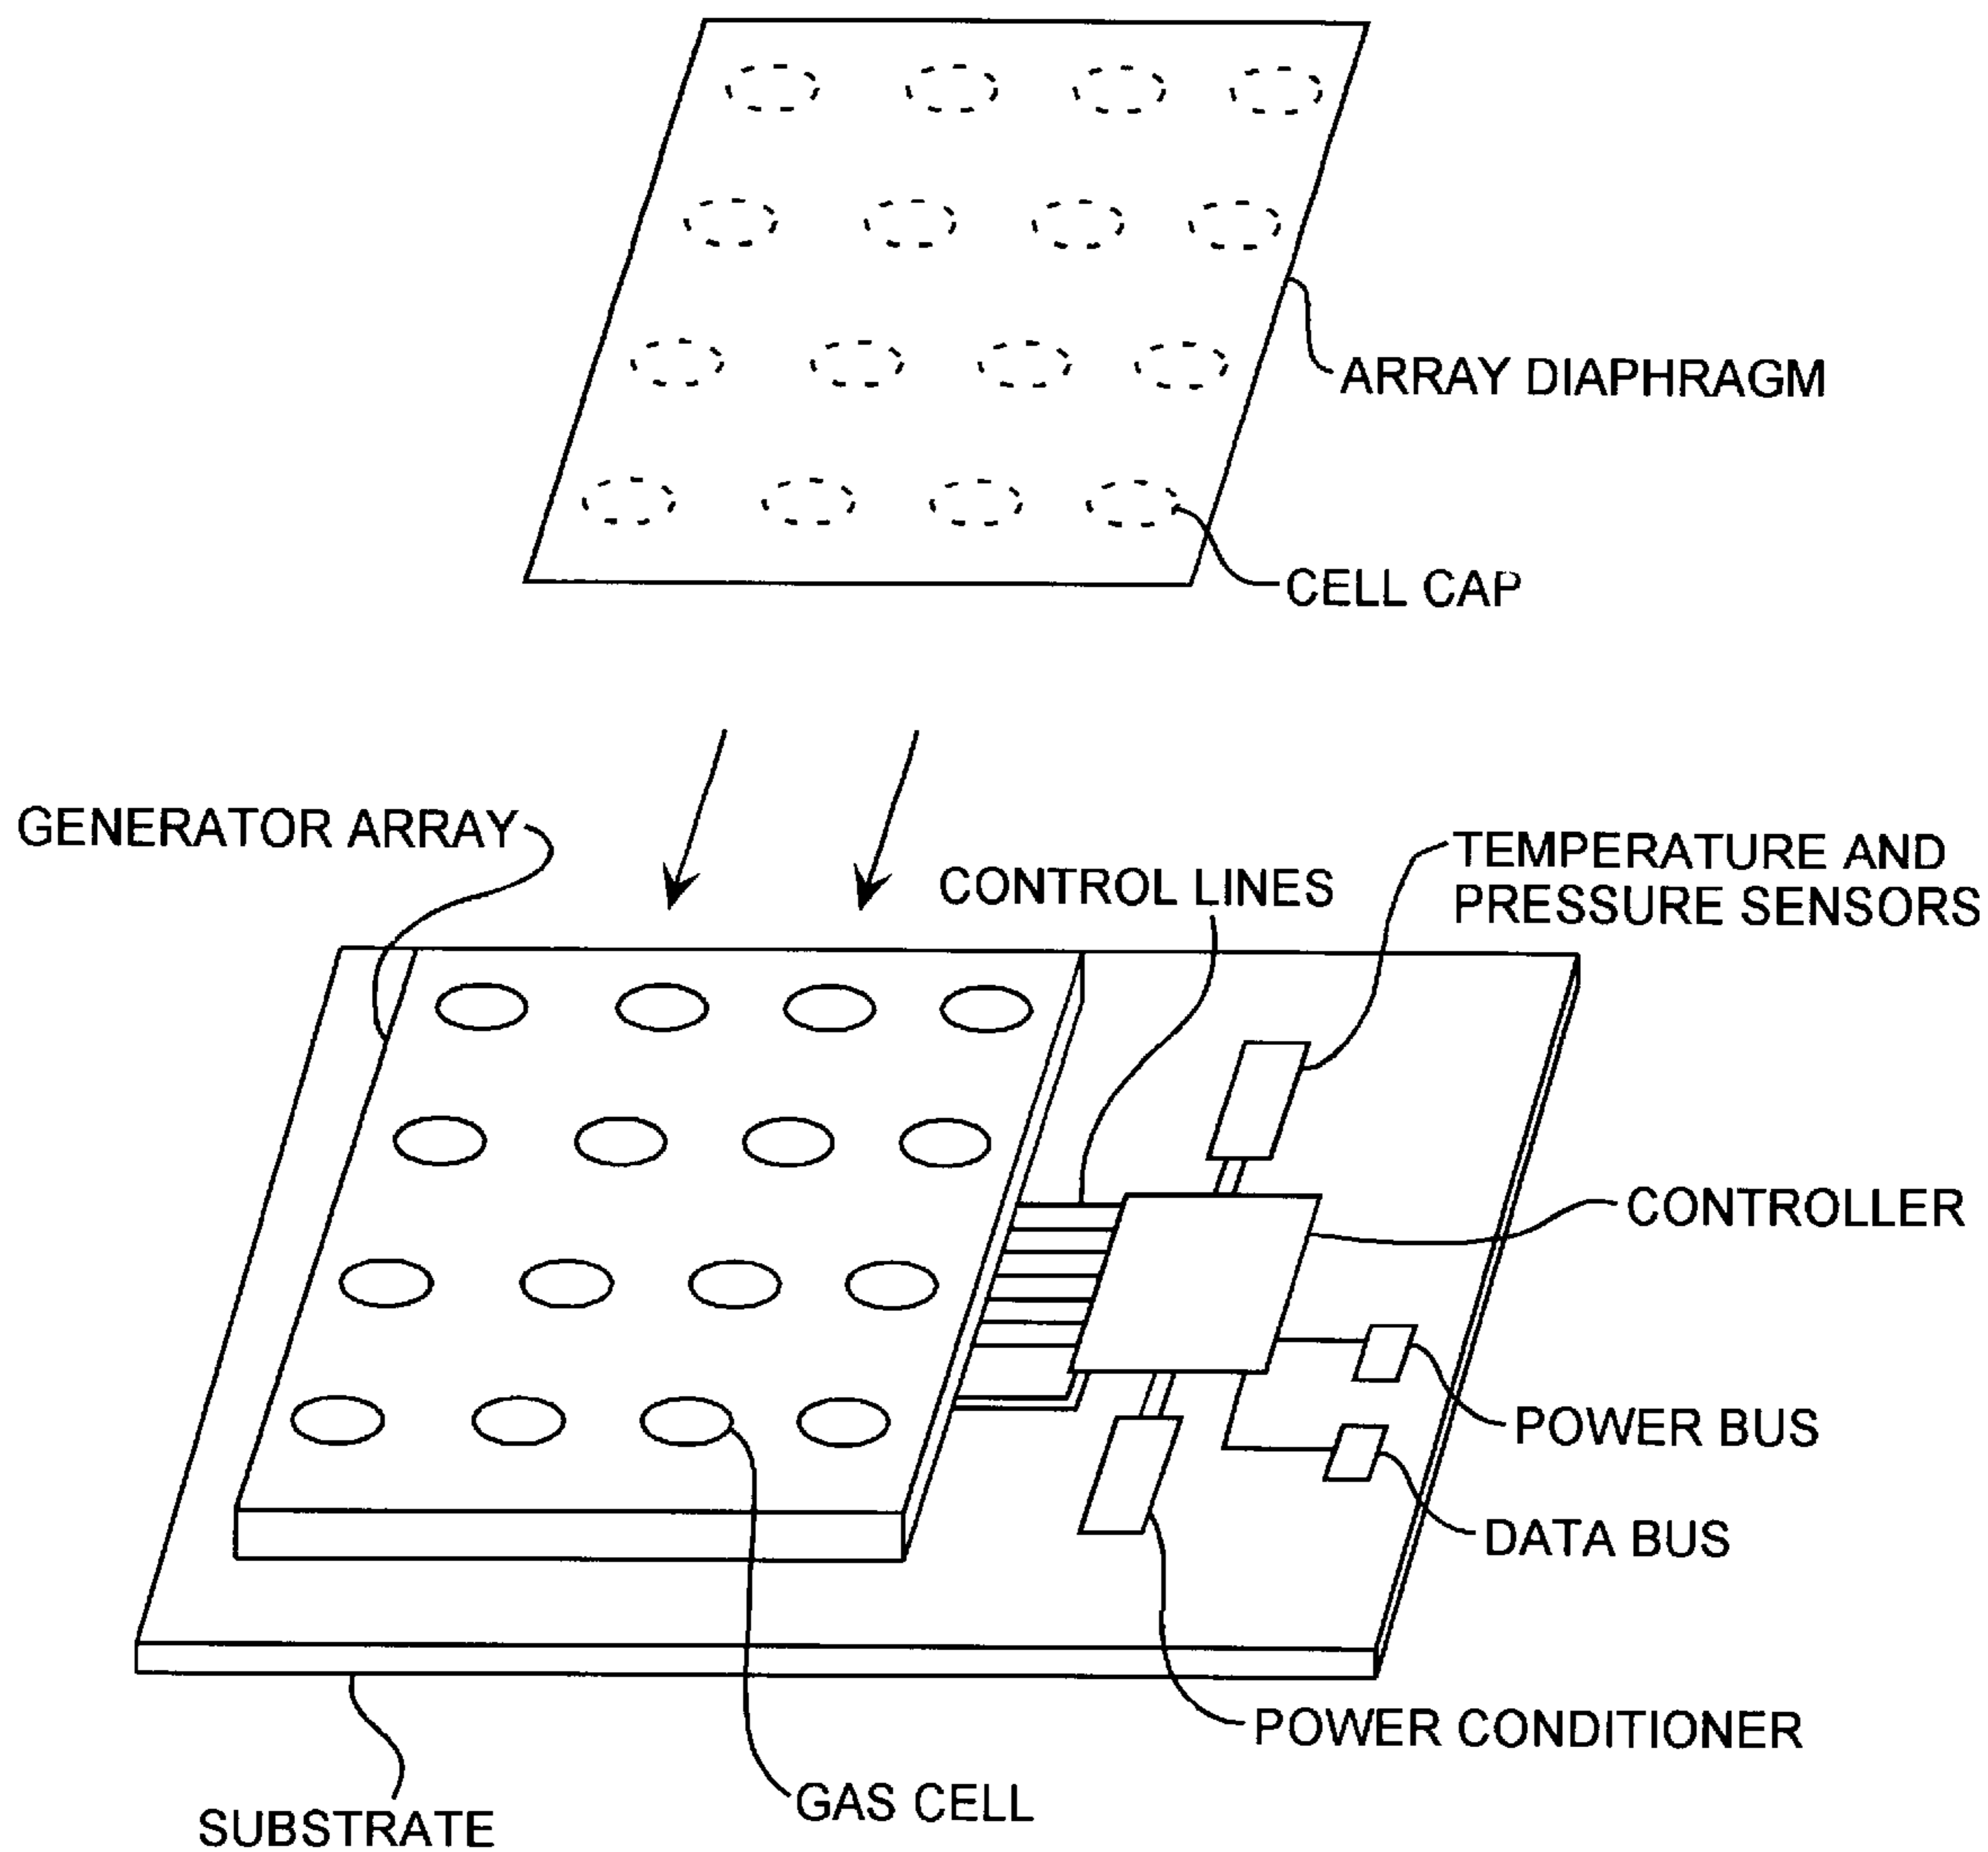 ARRAY DIAPHRAGM
CELL CAP
GENERATOR ARRAY
CONTROL LINES
TEMPERATURE AND
PRESSURE SENSORS
CONTROLLER
POWER BUS
DATA BUS
POWER CONDITIONER
GAS CELL
SUBSTRATE